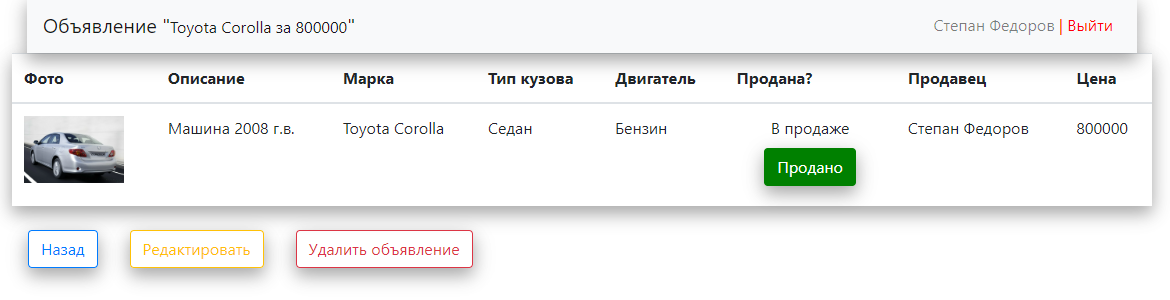 Объявление "Toyota Corolla за 800000"
Степан Федоров | Выйти
Фото Описание Марка Тип кузова Двигатель Продана? Продавец Цена
Машина 2008 г.в. Toyota Corolla Седан Бензин В продаже Степан Федоров 800000
Продано
Назад Редактировать Удалить объявление